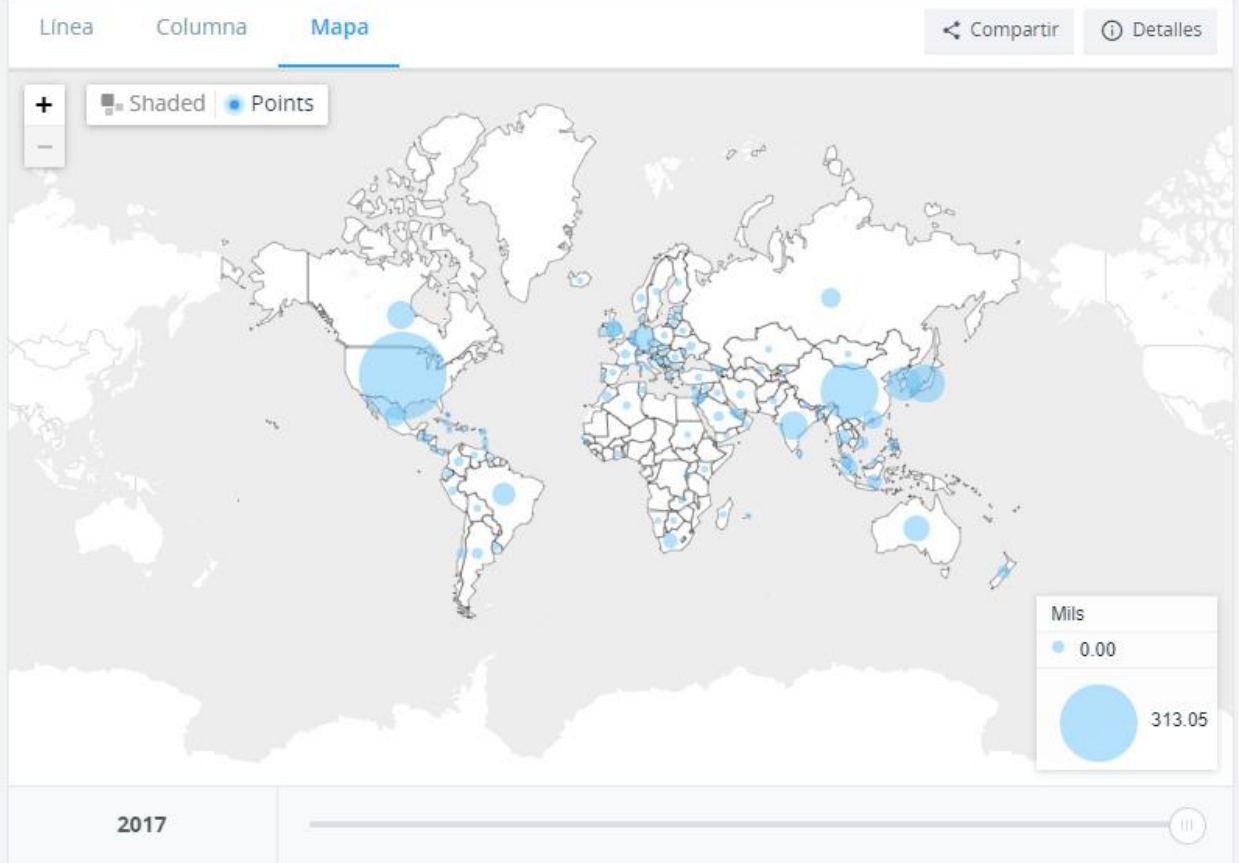 Línea Columna Mapa Compartir Detalles
+ Shaded Points
−
Mils
0.00
313.05
2017